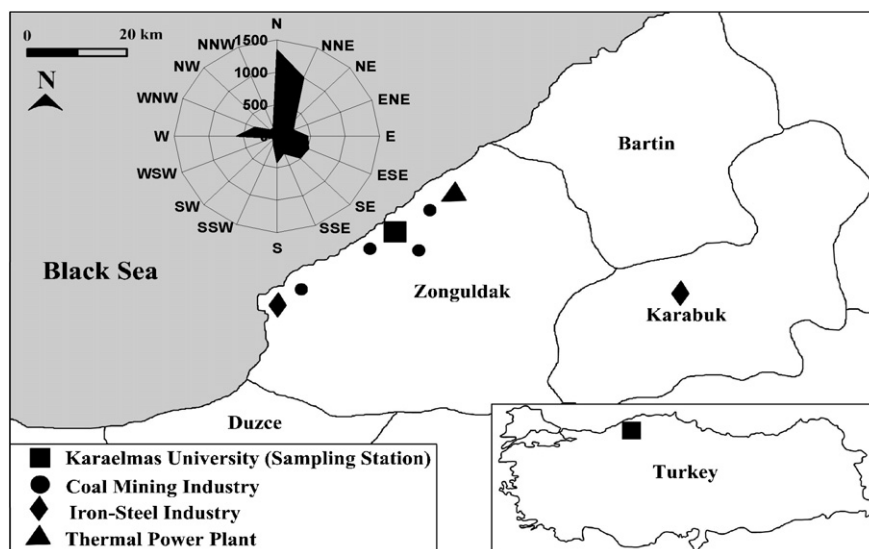 0 20 km
N
N
NNE
NE
ENE
E
ESE
SE
SSE
S
SSW
SW
WSW
W
WNW
NW
NNW
1500
1000
500
0
Bartin
Black Sea
Zonguldak
Karabuk
Duzce
Karaelmas University (Sampling Station)
Coal Mining Industry
Iron-Steel Industry
Thermal Power Plant
Turkey